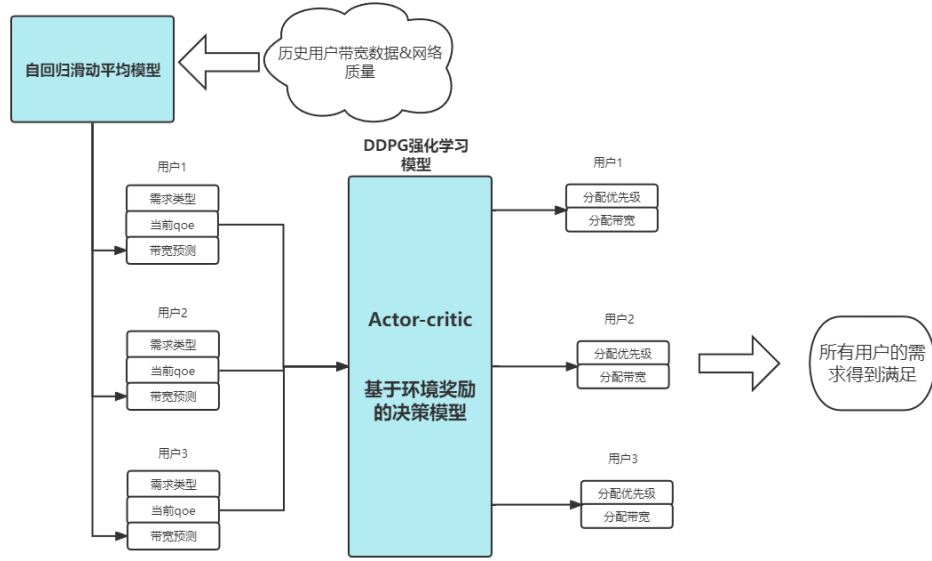 自回归滑动平均模型
历史用户带宽数据&网络
质量
DDPG强化学习
模型
用户1
需求类型
当前qoe
带宽预测
用户2
需求类型
当前qoe
带宽预测
用户3
需求类型
当前qoe
带宽预测
Actor-critic
基于环境奖励
的决策模型
用户1
分配优先级
分配带宽
用户2
分配优先级
分配带宽
用户3
分配优先级
分配带宽
所有用户的需
求得到满足